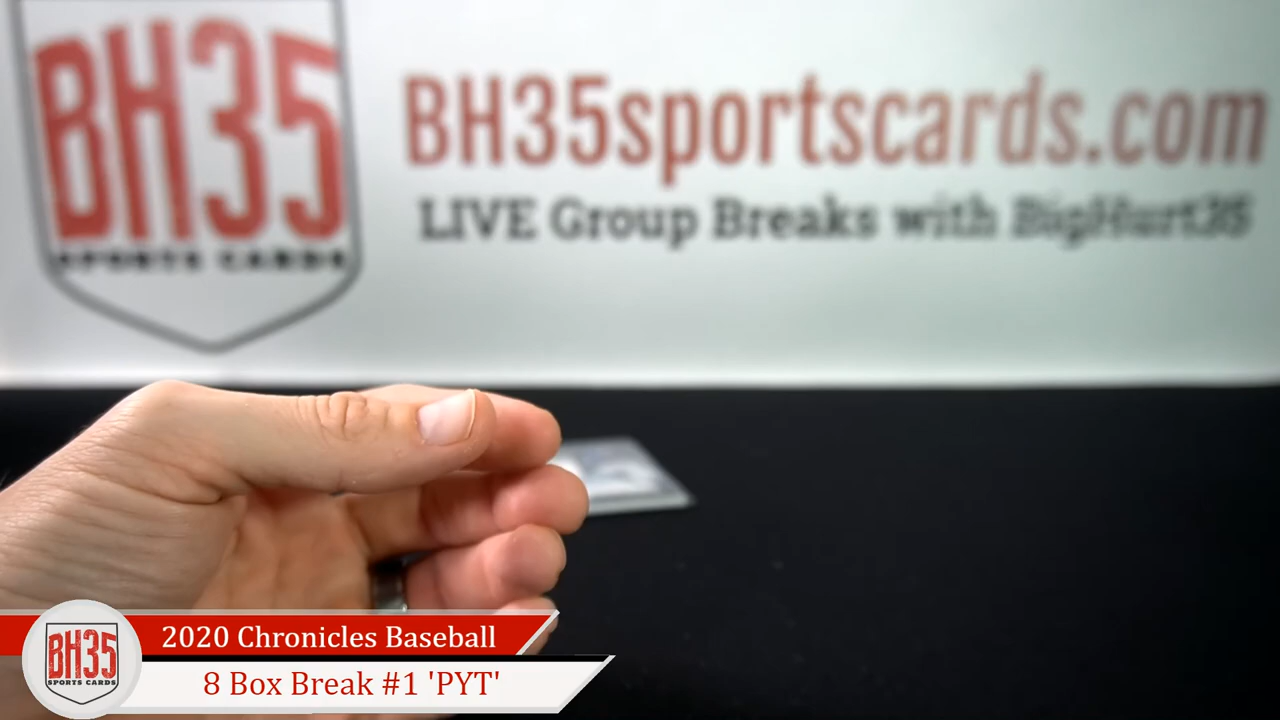 BH35
SPORTS CARDS
BH35sportscards.com
LIVE Group Breaks with BigHurt35
2020 Chronicles Baseball
8 Box Break #1 'PYT'
BH35
SPORTS CARDS